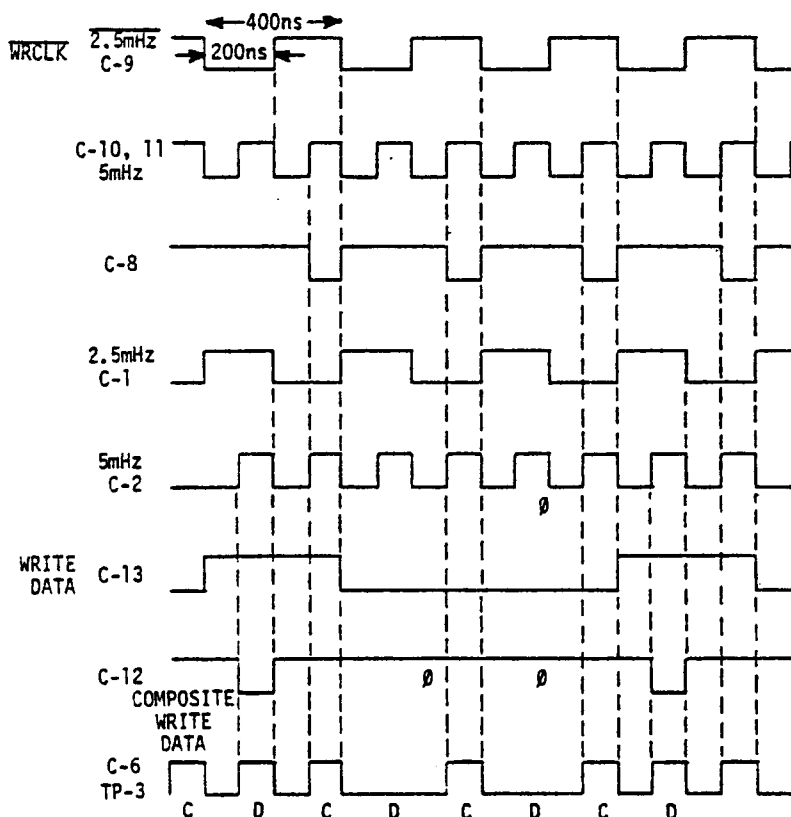 400ns
WRCLK 2.5mHz
200ns
C-9
C-10, 11
5mHz
C-8
2.5mHz
C-1
5mHz
C-2
Ø
WRITE C-13
DATA
C-12 Ø Ø
COMPOSITE
WRITE
DATA
C-6
TP-3
C D C D C D C D